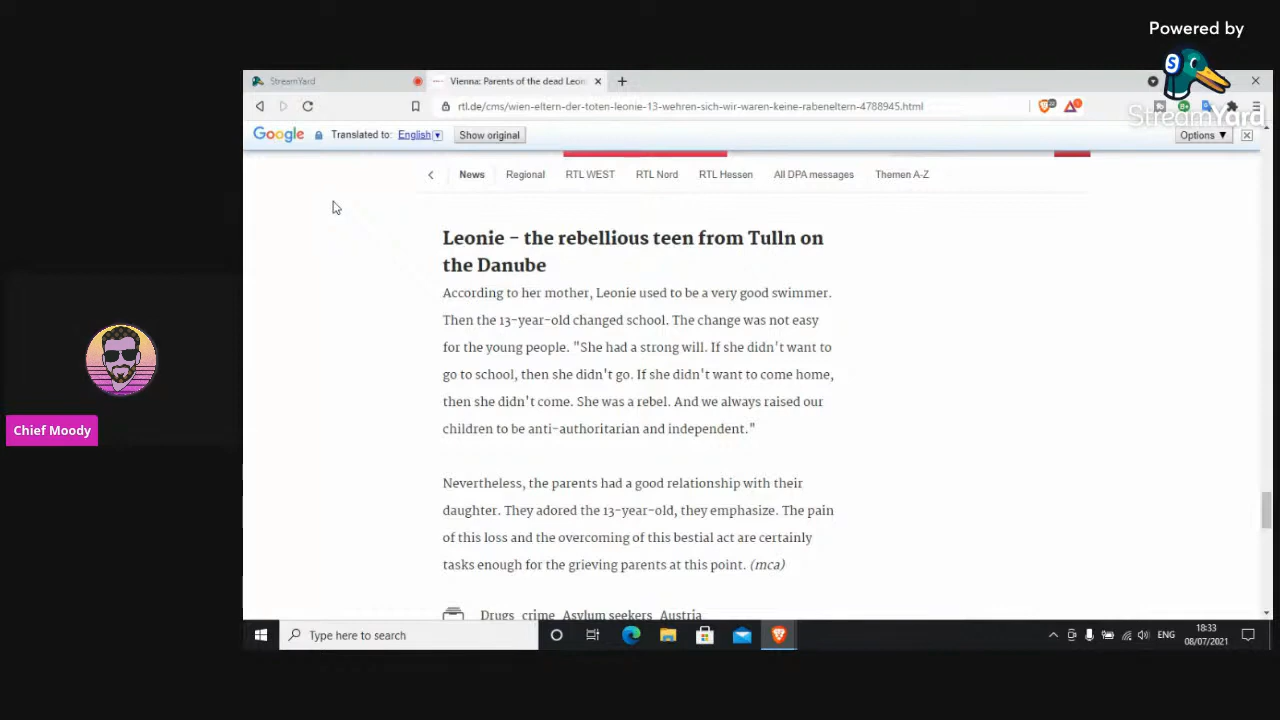 Powered by
StreamYard
StreamYard
Vienna: Parents of the dead Leon
rtl.de/cms/wien-eltern-der-toten-leonie-13-wehren-sich-wir-waren-keine-rabeneltern-4788945.html
Google Translated to: English Show original
Options
News Regional RTL WEST RTL Nord RTL Hessen All DPA messages Themen A-Z
Leonie – the rebellious teen from Tulln on
the Danube
According to her mother, Leonie used to be a very good swimmer.
Then the 13-year-old changed school. The change was not easy
for the young people. "She had a strong will. If she didn't want to
go to school, then she didn't go. If she didn't want to come home,
then she didn't come. She was a rebel. And we always raised our
children to be anti-authoritarian and independent."
Nevertheless, the parents had a good relationship with their
daughter. They adored the 13-year-old, they emphasize. The pain
of this loss and the overcoming of this bestial act are certainly
tasks enough for the grieving parents at this point. (mca)
Drugs crime Asylum seekers Austria
Chief Moody
Type here to search
ENG
18:33
08/07/2021